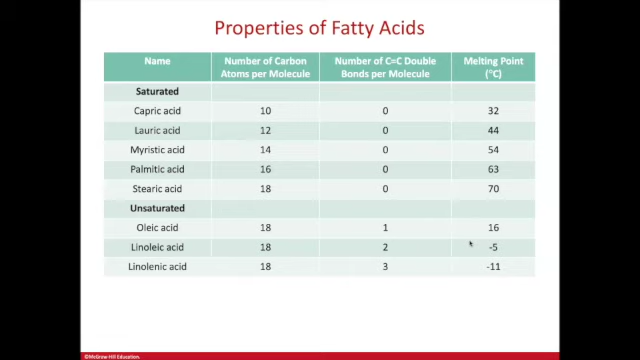 Properties of Fatty Acids
Name Number of Carbon Number of C=C Double Melting Point
Atoms per Molecule Bonds per Molecule (°C)
Saturated
Capric acid 10 0 32
Lauric acid 12 0 44
Myristic acid 14 0 54
Palmitic acid 16 0 63
Stearic acid 18 0 70
Unsaturated
Oleic acid 18 1 16
Linoleic acid 18 2 -5
Linolenic acid 18 3 -11
©McGraw Hill Education.